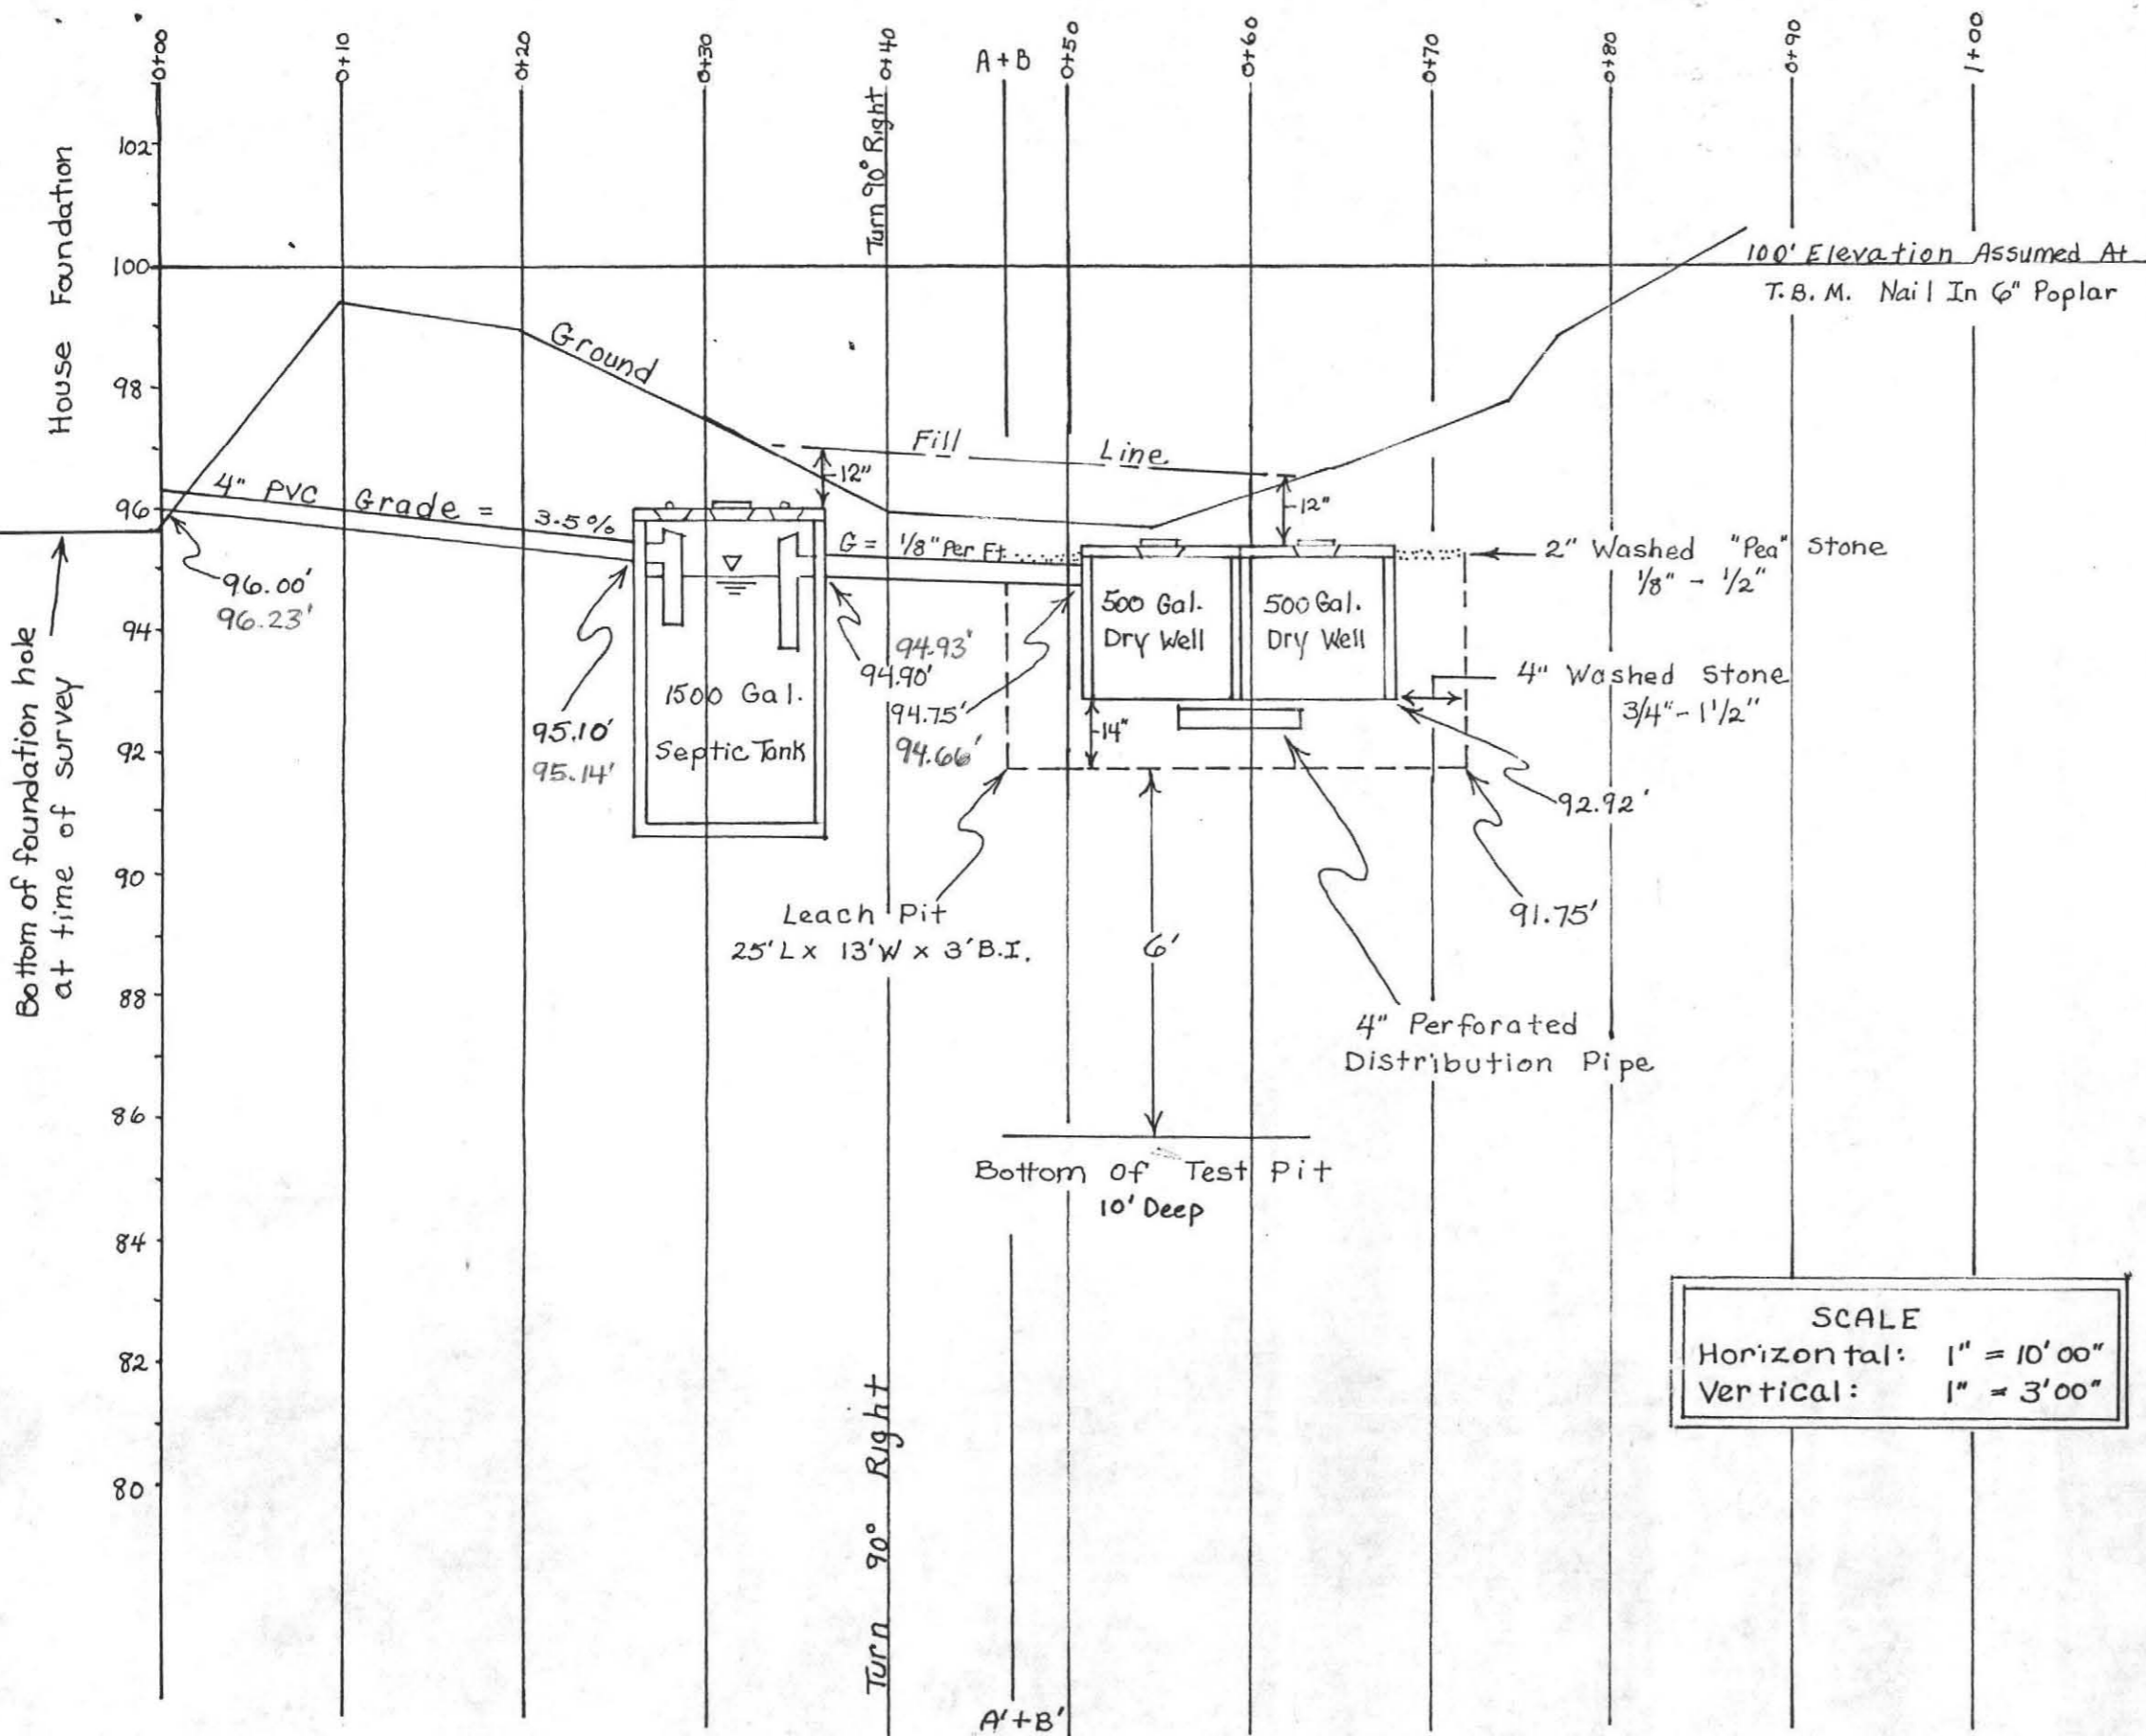 0+00
0+10
0+20
0+30
0+40
A+B
0+50
0+60
0+70
0+80
0+90
1+00
Turn 90° Right
House Foundation
102
100
98
96
94
92
90
88
86
84
82
80
100' Elevation Assumed At
T.B.M. Nail In 6" Poplar
Ground
Fill Line
12"
12"
4" PVC Grade = 3.5%
G = 1/8" Per Ft.
96.00'
96.23'
Bottom of foundation hole
at time of survey
95.10'
95.14'
1500 Gal.
Septic Tank
94.93'
94.90'
94.75'
94.66'
500 Gal.
Dry Well
500 Gal.
Dry Well
2" Washed "Pea" Stone
1/8" - 1/2"
4" Washed Stone
3/4" - 1 1/2"
14"
92.92'
91.75'
Leach Pit
25' L x 13' W x 3' B.I.
6'
4" Perforated
Distribution Pipe
Bottom of Test Pit
10' Deep
SCALE
Horizontal: 1" = 10'00"
Vertical: 1" = 3'00"
Turn 90° Right
A'+B'